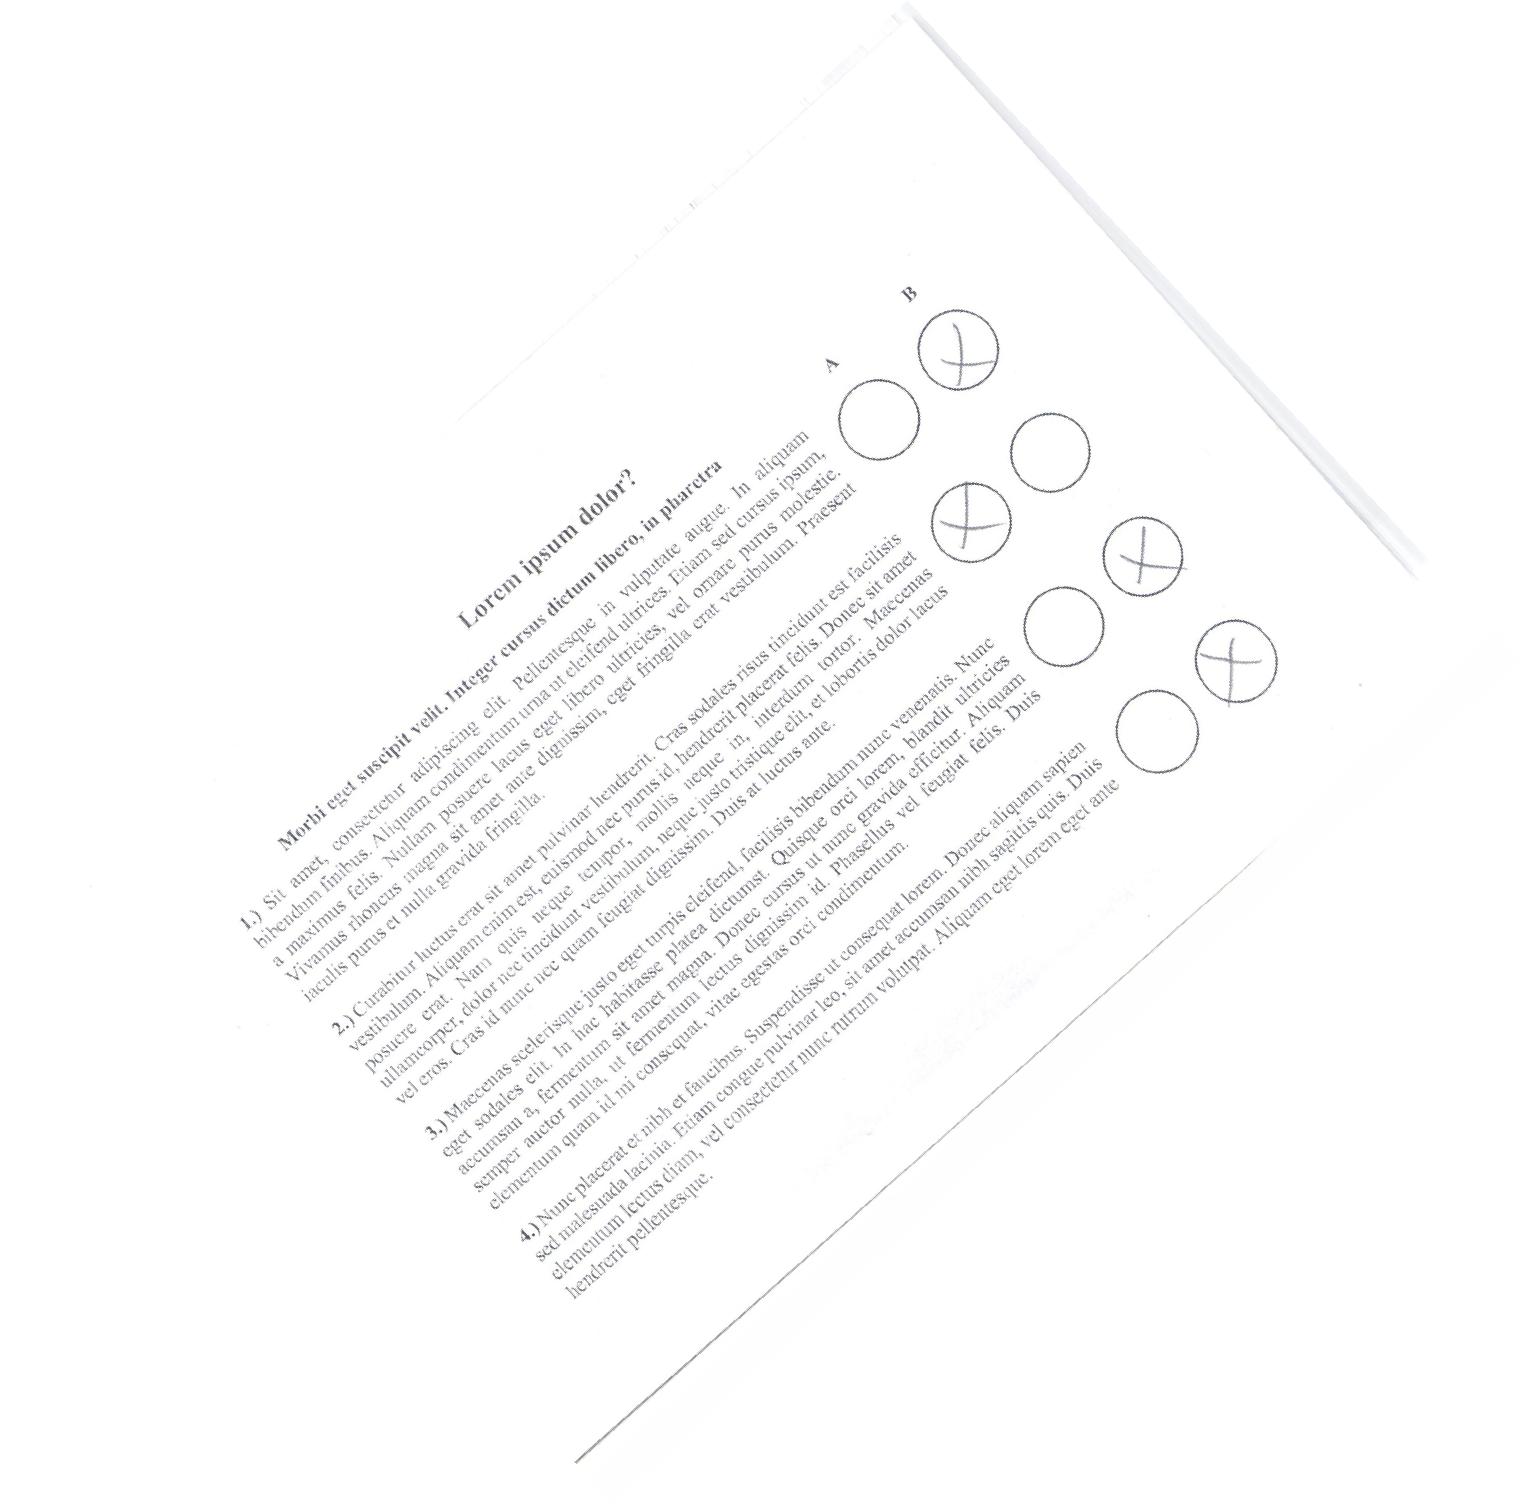 Lorem ipsum dolor?
Morbi eget suscipit velit. Integer cursus dictum libero, in pharetra
A
B
1.) Sit amet, consectetur adipiscing elit. Pellentesque in vulputate augue. In aliquam
bibendum finibus. Aliquam condimentum urna ut eleifend ultrices. Etiam sed cursus ipsum,
a maximus felis. Nullam posuere lacus eget libero ultricies, vel ornare purus molestie.
Vivamus rhoncus magna sit amet ante dignissim, eget fringilla erat vestibulum. Praesent
iaculis purus et nulla gravida fringilla.
2.) Curabitur luctus erat sit amet pulvinar hendrerit. Cras sodales risus tincidunt est facilisis
vestibulum. Aliquam enim est, euismod nec purus id, hendrerit placerat felis. Donec sit amet
posuere erat. Nam quis neque tempor, mollis neque in, interdum tortor. Maecenas
ullamcorper, dolor nec tincidunt vestibulum, neque justo tristique elit, et lobortis dolor lacus
vel eros. Cras id nunc nec quam feugiat dignissim. Duis at luctus ante.
3.) Maecenas scelerisque justo eget turpis eleifend, facilisis bibendum nunc venenatis. Nunc
eget sodales elit. In hac habitasse platea dictumst. Quisque orci lorem, blandit ultricies
accumsan a, fermentum sit amet magna. Donec cursus ut nunc gravida efficitur. Aliquam
semper auctor nulla, ut fermentum lectus dignissim id. Phasellus vel feugiat felis. Duis
elementum quam id mi consequat, vitae egestas orci condimentum.
4.) Nunc placerat et nibh et faucibus. Suspendisse ut consequat lorem. Donec aliquam sapien
sed malesuada lacinia. Etiam congue pulvinar leo, sit amet accumsan nibh sagittis quis. Duis
elementum lectus diam, vel consectetur nunc rutrum volutpat. Aliquam eget lorem eget ante
hendrerit pellentesque.